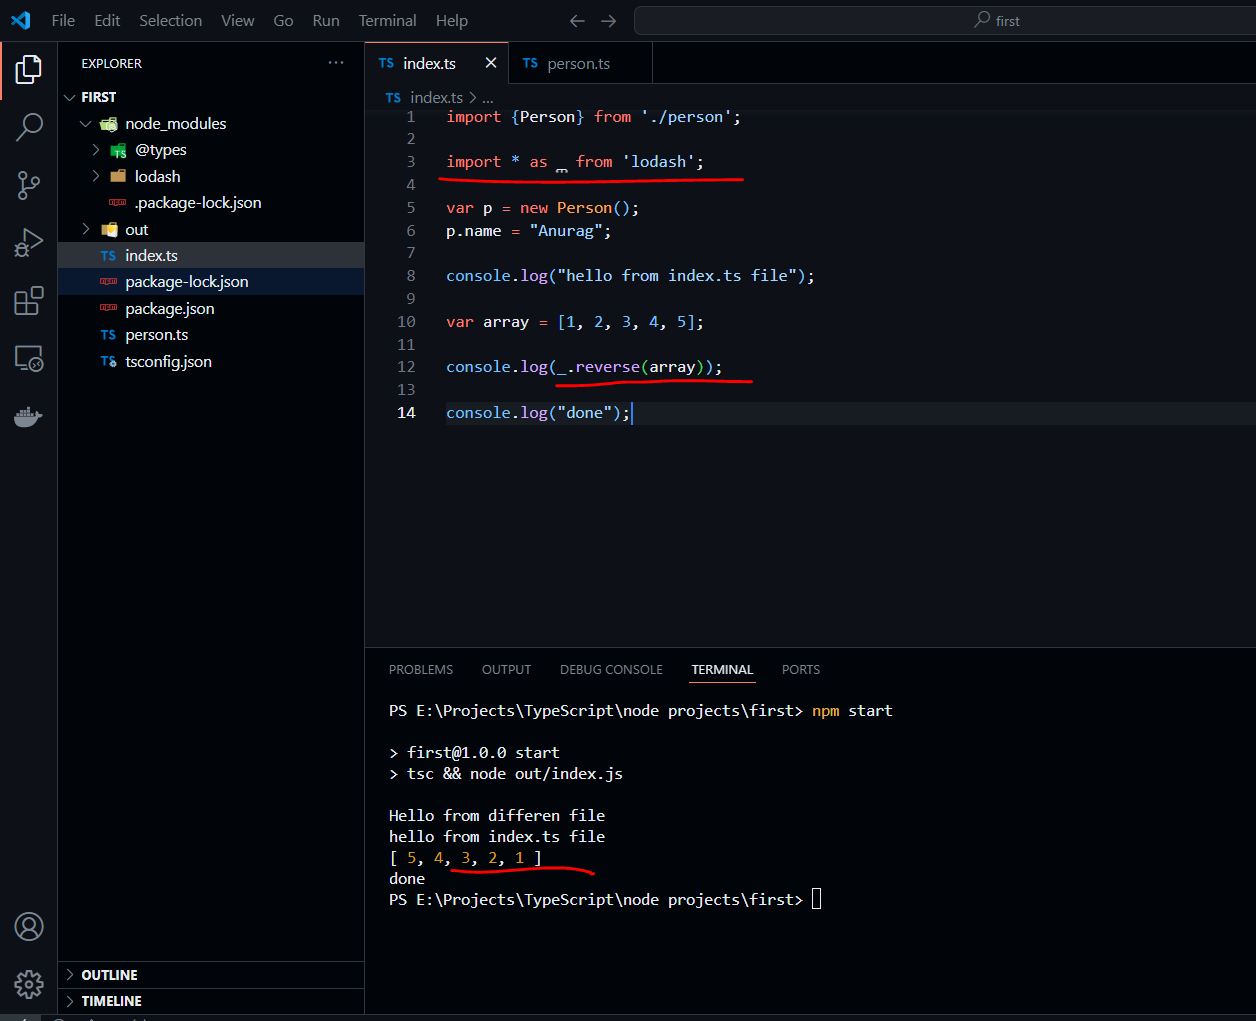 File Edit Selection View Go Run Terminal Help
first
EXPLORER
FIRST
node_modules
@types
lodash
.package-lock.json
out
TS index.ts
package-lock.json
package.json
TS person.ts
TS tsconfig.json
OUTLINE
TIMELINE
TS index.ts TS person.ts
TS index.ts > ...
1 import {Person} from './person';
2
3 import * as _ from 'lodash';
4
5 var p = new Person();
6 p.name = "Anurag";
7
8 console.log("hello from index.ts file");
9
10 var array = [1, 2, 3, 4, 5];
11
12 console.log(_.reverse(array));
13
14 console.log("done");
PROBLEMS OUTPUT DEBUG CONSOLE TERMINAL PORTS
PS E:\Projects\TypeScript\node projects\first> npm start
> first@1.0.0 start
> tsc && node out/index.js
Hello from differen file
hello from index.ts file
[ 5, 4, 3, 2, 1 ]
done
PS E:\Projects\TypeScript\node projects\first>